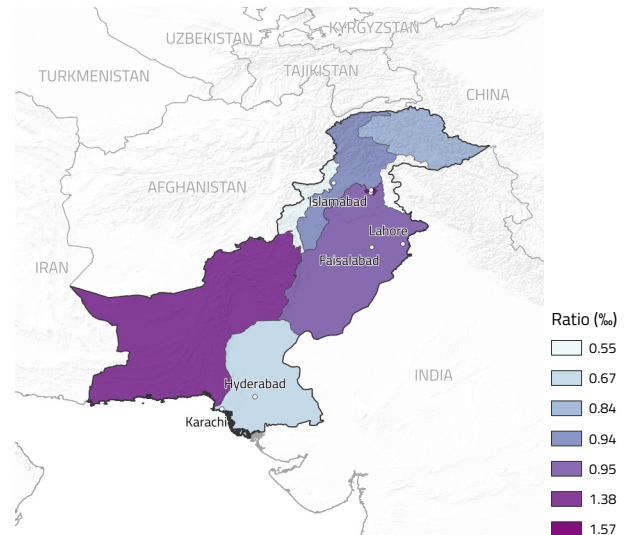 UZBEKISTAN
KYRGYZSTAN
TURKMENISTAN
TAJIKISTAN
CHINA
AFGHANISTAN
Islamabad
Lahore
Faisalabad
IRAN
INDIA
Hyderabad
Karachi
Ratio (‰)
0.55
0.67
0.84
0.94
0.95
1.38
1.57